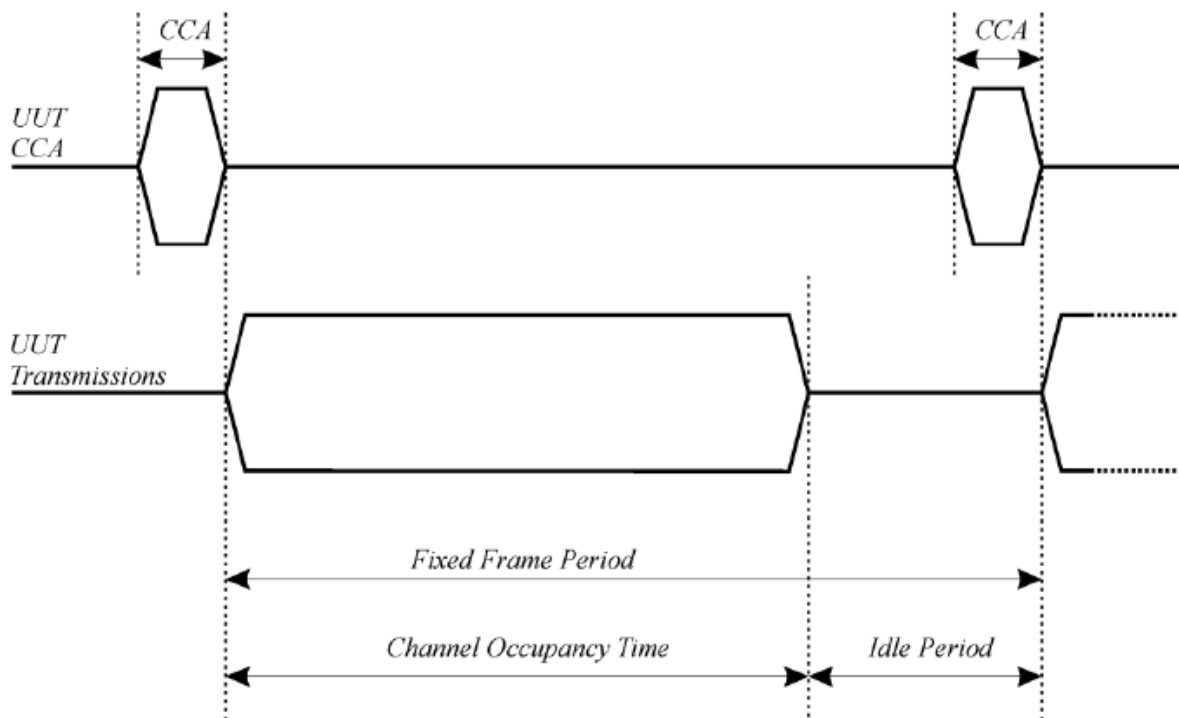 CCA
CCA
UUT
CCA
UUT
Transmissions
Fixed Frame Period
Channel Occupancy Time
Idle Period